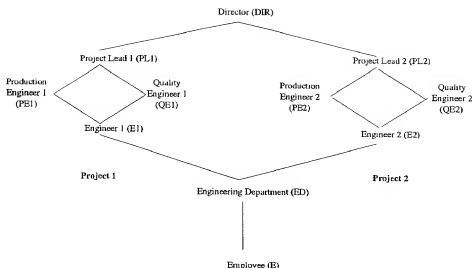 Director (DIR)
Project Lead 1 (PL1)
Project Lead 2 (PL2)
Production
Engineer 1
(PE1)
Quality
Engineer 1
(QE1)
Production
Engineer 2
(PE2)
Quality
Engineer 2
(QE2)
Engineer 1 (E1)
Engineer 2 (E2)
Project 1
Project 2
Engineering Department (ED)
Employee (E)